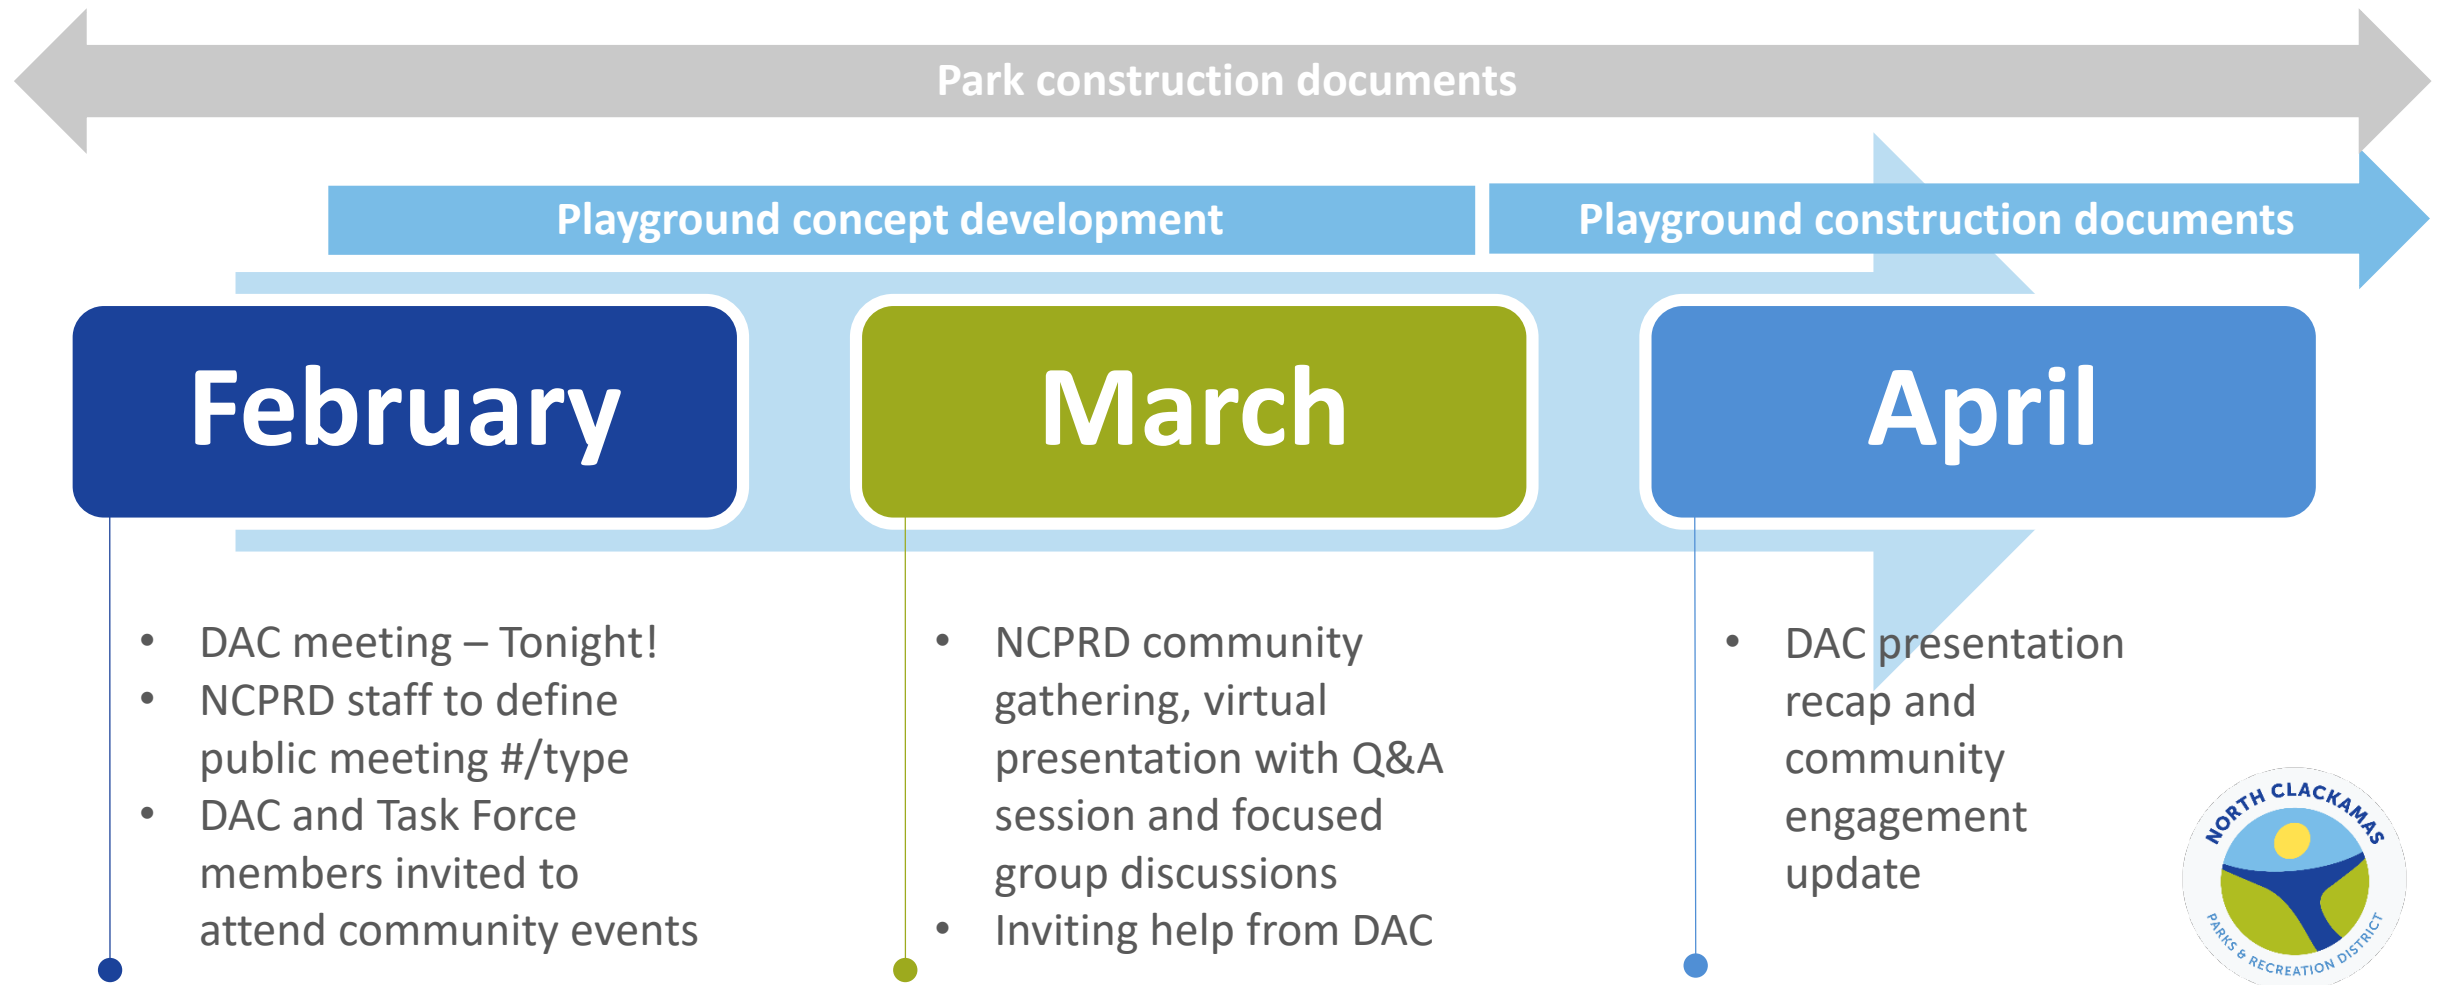 Park construction documents
Playground concept development
Playground construction documents
February
March
April
• DAC meeting – Tonight!
• NCPRD staff to define
public meeting #/type
• DAC and Task Force
members invited to
attend community events
• NCPRD community
gathering, virtual
presentation with Q&A
session and focused
group discussions
• Inviting help from DAC
• DAC presentation
recap and
community
engagement
update
NORTH CLACKAMAS
PARKS & RECREATION DISTRICT